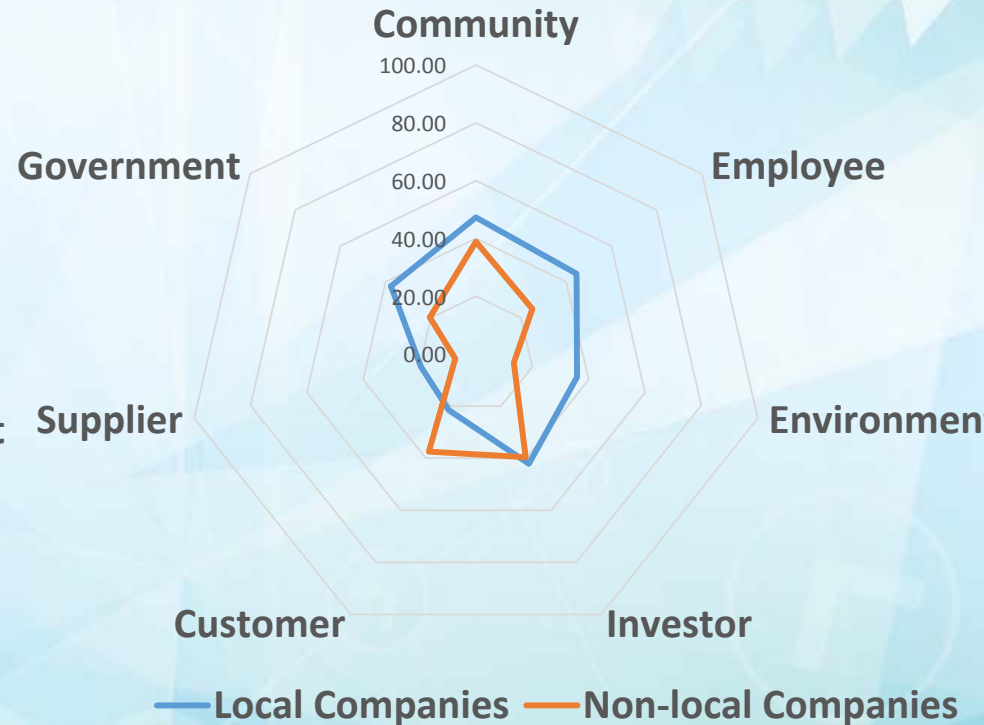 Community
100.00
80.00
Government
Employee
60.00
40.00
20.00
0.00
t
Supplier
Environment
Customer
Investor
Local Companies
Non-local Companies